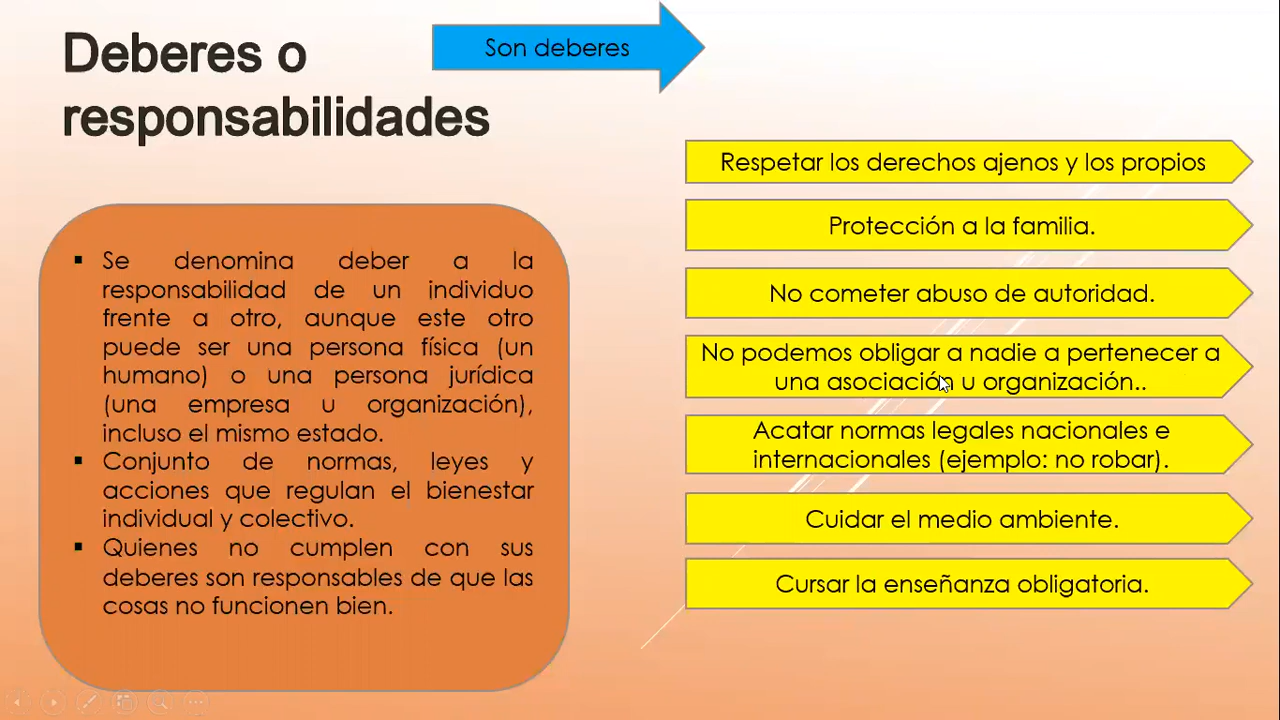 Deberes o
responsabilidades
Son deberes
▪ Se denomina deber a la
responsabilidad de un individuo
frente a otro, aunque este otro
puede ser una persona física (un
humano) o una persona jurídica
(una empresa u organización),
incluso el mismo estado.
▪ Conjunto de normas, leyes y
acciones que regulan el bienestar
individual y colectivo.
▪ Quienes no cumplen con sus
deberes son responsables de que las
cosas no funcionen bien.
Respetar los derechos ajenos y los propios
Protección a la familia.
No cometer abuso de autoridad.
No podemos obligar a nadie a pertenecer a
una asociación u organización..
Acatar normas legales nacionales e
internacionales (ejemplo: no robar).
Cuidar el medio ambiente.
Cursar la enseñanza obligatoria.